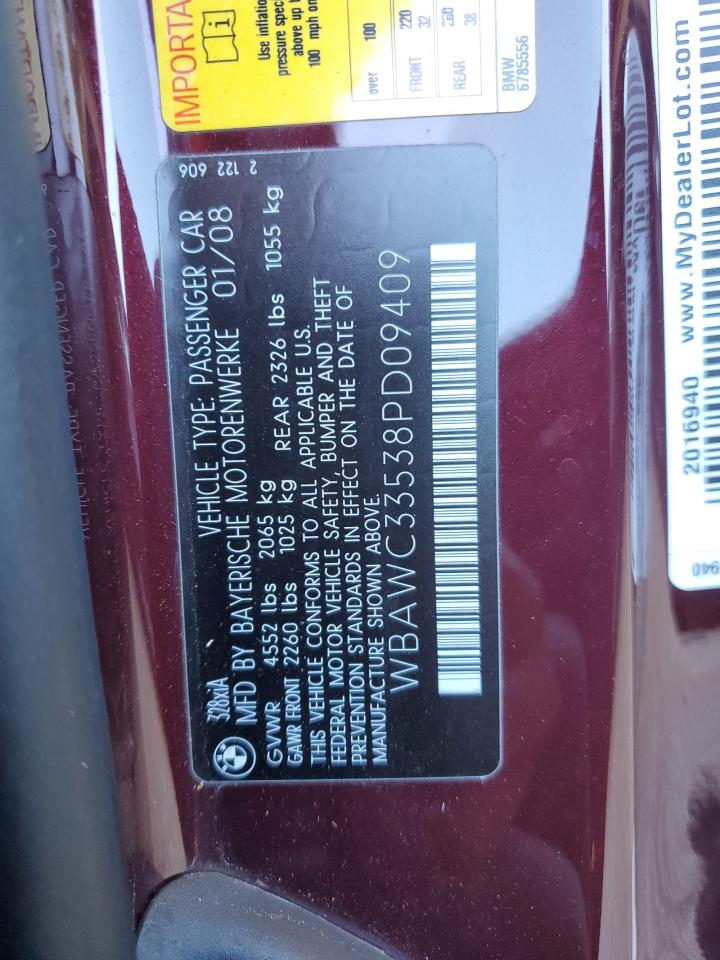 IMPORTA
Use inflatio
pressure spec
above up t
100 mph on
over 100
FRONT 220
32
REAR 260
38
BMW
6785556
2 122 606
328xiA
VEHICLE TYPE: PASSENGER CAR
MFD BY BAYERISCHE MOTORENWERKE 01/08
GVWR 4552 lbs 2065 kg
GAWR FRONT 2260 lbs 1025 kg REAR 2326 lbs 1055 kg
THIS VEHICLE CONFORMS TO ALL APPLICABLE U.S.
FEDERAL MOTOR VEHICLE SAFETY, BUMPER AND THEFT
PREVENTION STANDARDS IN EFFECT ON THE DATE OF
MANUFACTURE SHOWN ABOVE.
WBAWC33538PD09409
2016940 www.MyDealerLot.com
940